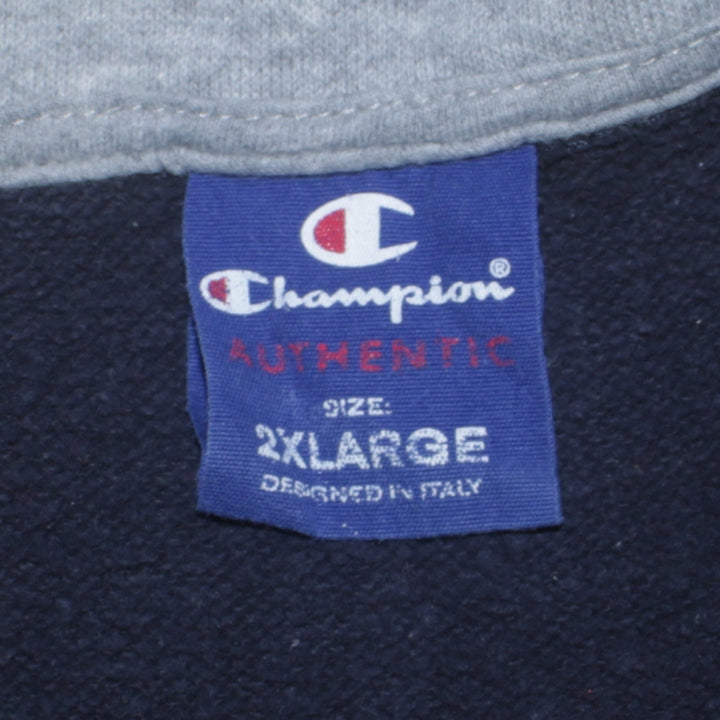 Champion®
AUTHENTIC
SIZE:
2XLARGE
DESIGNED IN ITALY